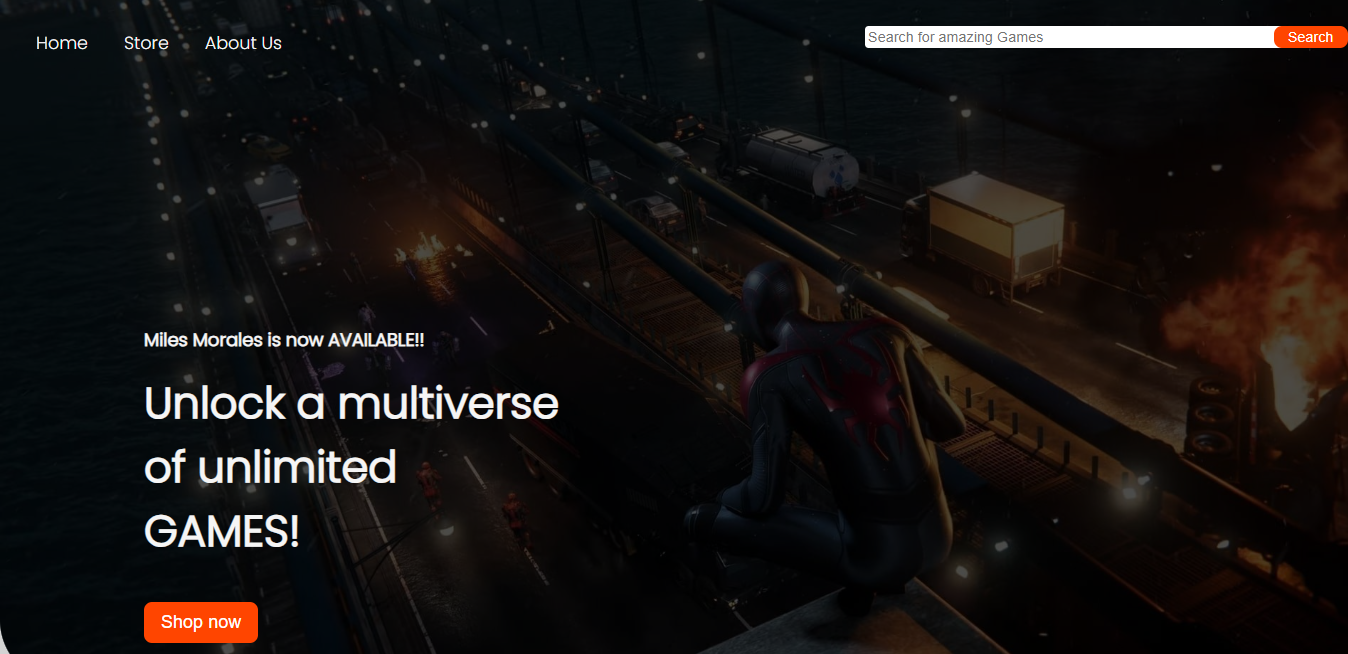 Home Store About Us
Search for amazing Games Search
Miles Morales is now AVAILABLE!!
Unlock a multiverse
of unlimited
GAMES!
Shop now